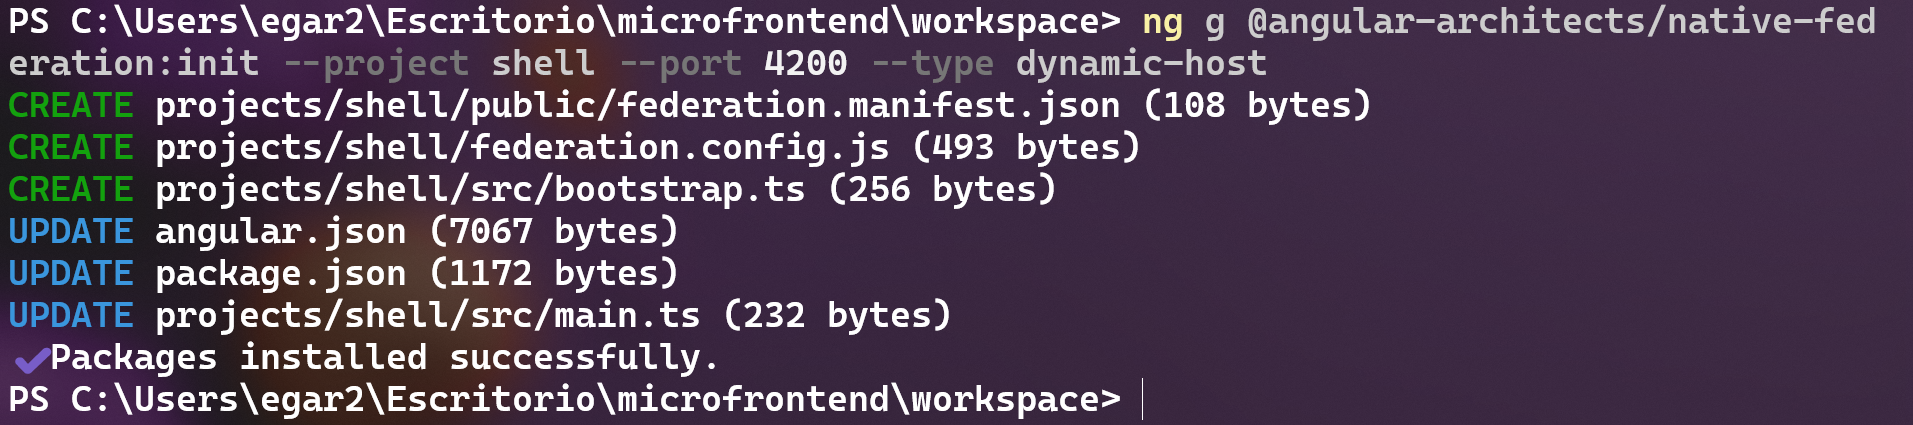 PS C:\Users\egar2\Escritorio\microfrontend\workspace> ng g @angular-architects/native-fed
eration:init --project shell --port 4200 --type dynamic-host
CREATE projects/shell/public/federation.manifest.json (108 bytes)
CREATE projects/shell/federation.config.js (493 bytes)
CREATE projects/shell/src/bootstrap.ts (256 bytes)
UPDATE angular.json (7067 bytes)
UPDATE package.json (1172 bytes)
UPDATE projects/shell/src/main.ts (232 bytes)
✔Packages installed successfully.
PS C:\Users\egar2\Escritorio\microfrontend\workspace>